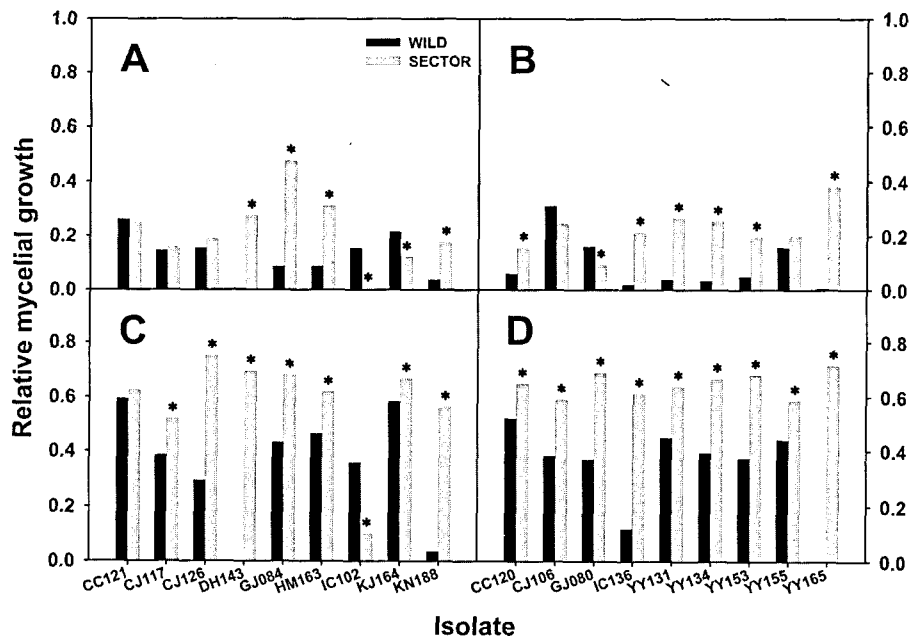 1.0
0.8
0.6
0.4
0.2
0.0
0.8
0.6
0.4
0.2
0.0
Relative mycelial growth
A
WILD
SECTOR
* * * * * *
B
* * * * * * *
1.0
0.8
0.6
0.4
0.2
0.0
0.8
0.6
0.4
0.2
0.0
C
* * * * * * * *
D
* * * * * * * * *
CC121 CJ117 CJ126 DH143 GJ084 HM163 IC102 KJ164 KN188
CC120 CJ106 GJ080 IC136 YY131 YY134 YY153 YY155 YY165
Isolate